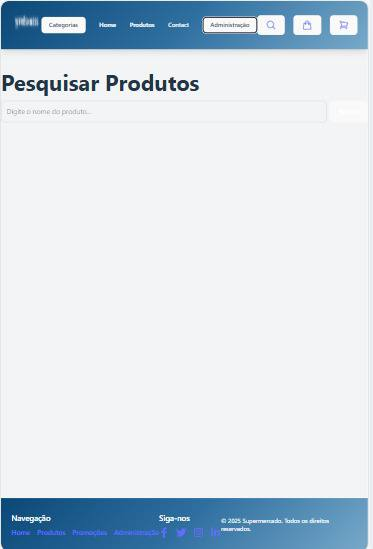 Categorias Home Produtos Contact Administração
Pesquisar Produtos
Digite o nome do produto...
Navegação
Home Produtos Promoções Administração
Siga-nos
© 2025 Supermercado. Todos os direitos
reservados.